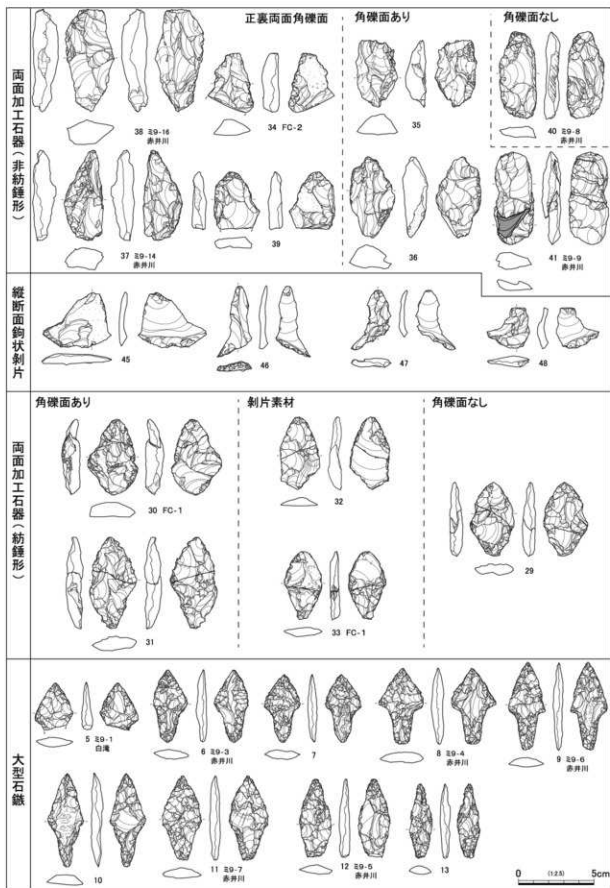 両面加工石器(非紡錘形)
正裏両面角礫面
角礫面あり
角礫面なし
38 ミ9-16
赤井川
34 FC-2
35
40 ミ9-8
赤井川
37 ミ9-14
赤井川
39
36
41 ミ9-9
赤井川
縦断面鉤状剥片
45
46
47
48
両面加工石器(紡錘形)
角礫面あり
剥片素材
角礫面なし
30 FC-1
32
29
31
33 FC-1
大型石鏃
5 ミ9-1
白滝
6 ミ9-3
赤井川
7
8 ミ9-4
赤井川
9 ミ9-6
赤井川
10
11 ミ9-7
赤井川
12 ミ9-5
赤井川
13
0 (1:2.5) 5cm